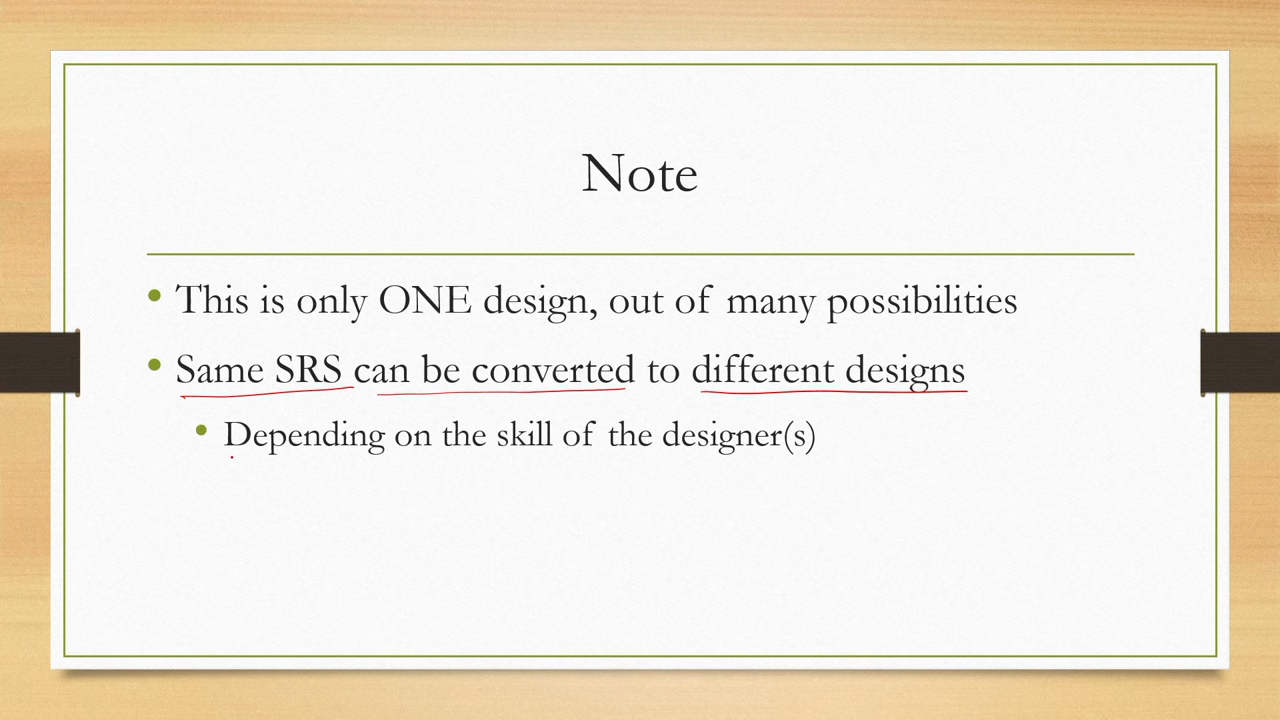 Note
• This is only ONE design, out of many possibilities
• Same SRS can be converted to different designs
• Depending on the skill of the designer(s)